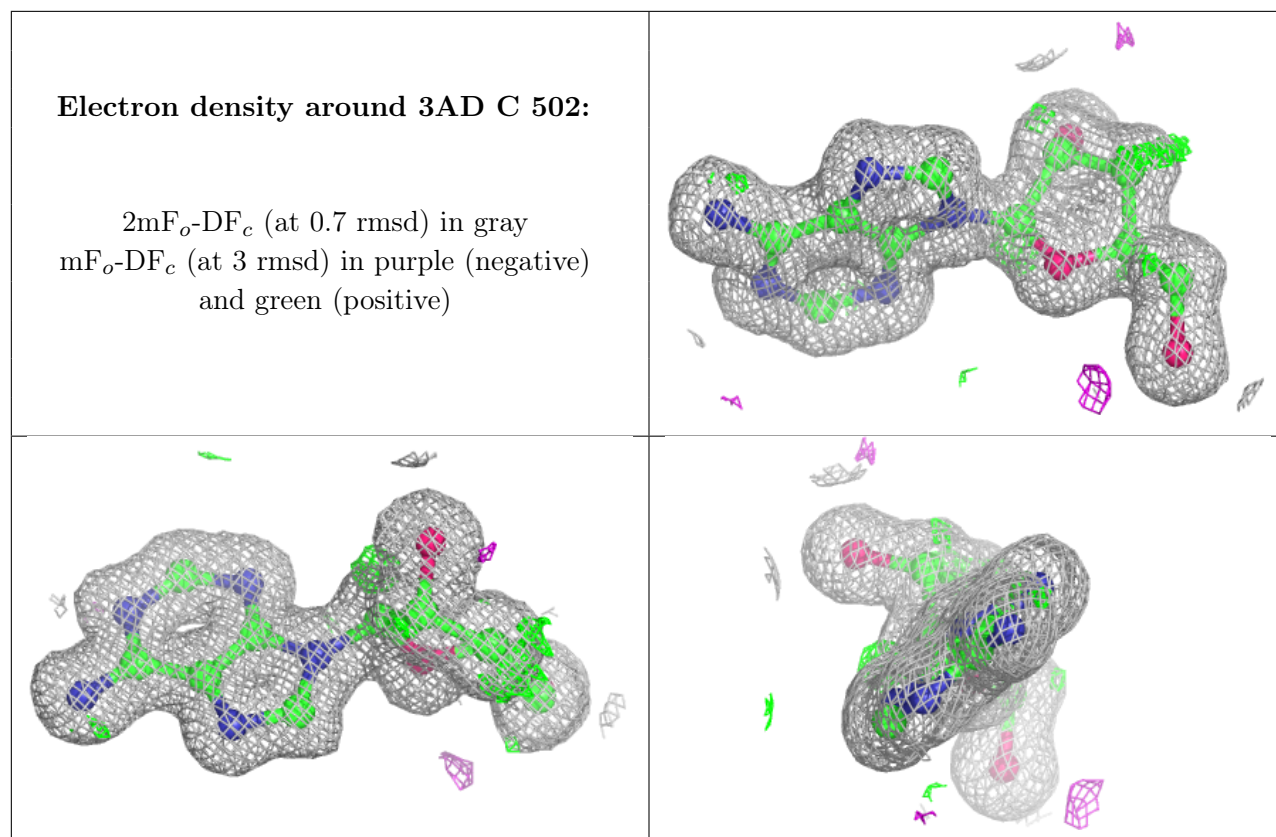 Electron density around 3AD C 502:
2mFo-DFc (at 0.7 rmsd) in gray
mFo-DFc (at 3 rmsd) in purple (negative)
and green (positive)